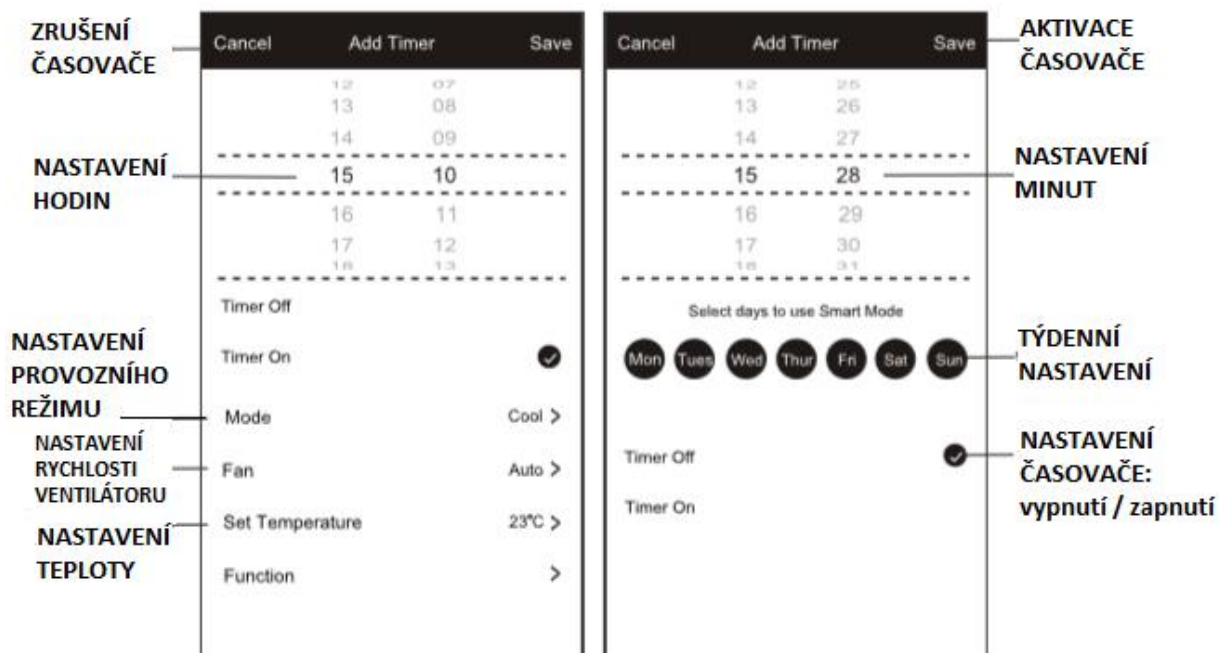 ZRUŠENÍ
ČASOVAČE
NASTAVENÍ
HODIN
NASTAVENÍ
PROVOZNÍHO
REŽIMU
NASTAVENÍ
RYCHLOSTI
VENTILÁTORU
NASTAVENÍ
TEPLOTY
Cancel Add Timer Save
12 07
13 08
14 09
15 10
16 11
17 12
18 13
Timer Off
Timer On
Mode Cool >
Fan Auto >
Set Temperature 23°C >
Function >
Cancel Add Timer Save
12 25
13 26
14 27
15 28
16 29
17 30
18 31
Select days to use Smart Mode
Mon Tues Wed Thur Fri Sat Sun
Timer Off
Timer On
AKTIVACE
ČASOVAČE
NASTAVENÍ
MINUT
TÝDENNÍ
NASTAVENÍ
NASTAVENÍ
ČASOVAČE:
vypnutí / zapnutí